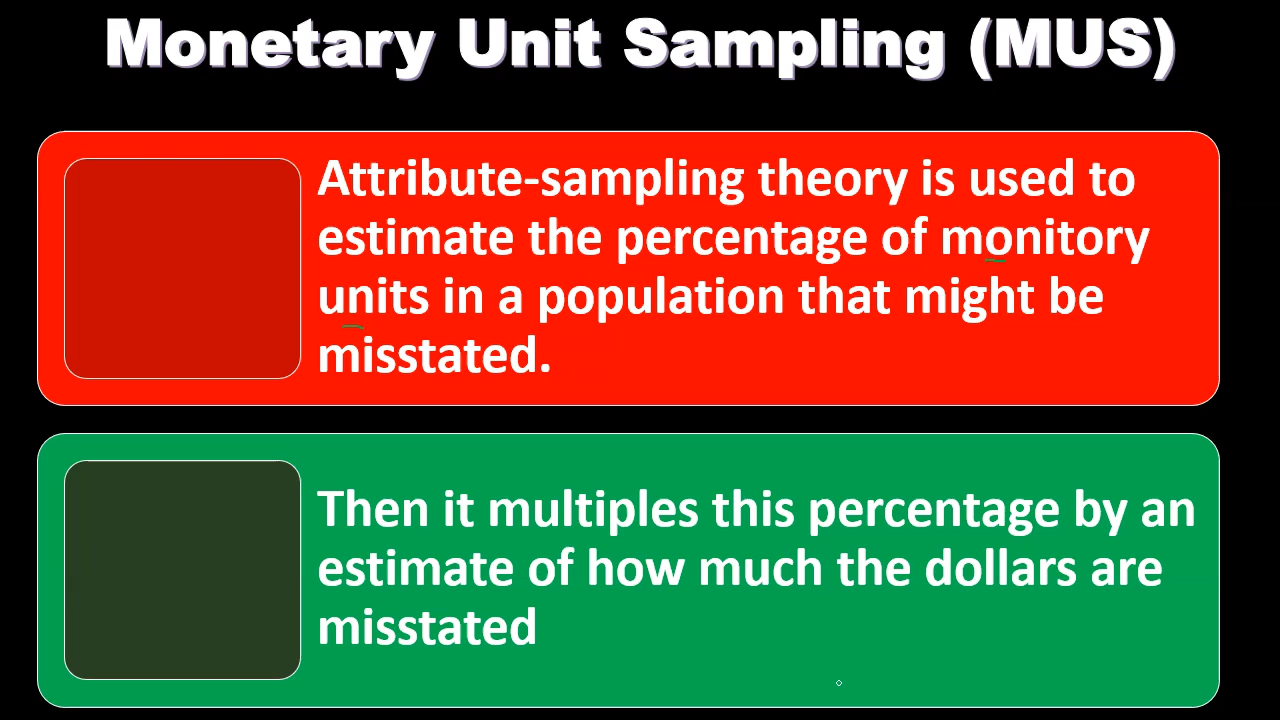 Monetary Unit Sampling (MUS)
Attribute-sampling theory is used to
estimate the percentage of monitory
units in a population that might be
misstated.
Then it multiples this percentage by an
estimate of how much the dollars are
misstated